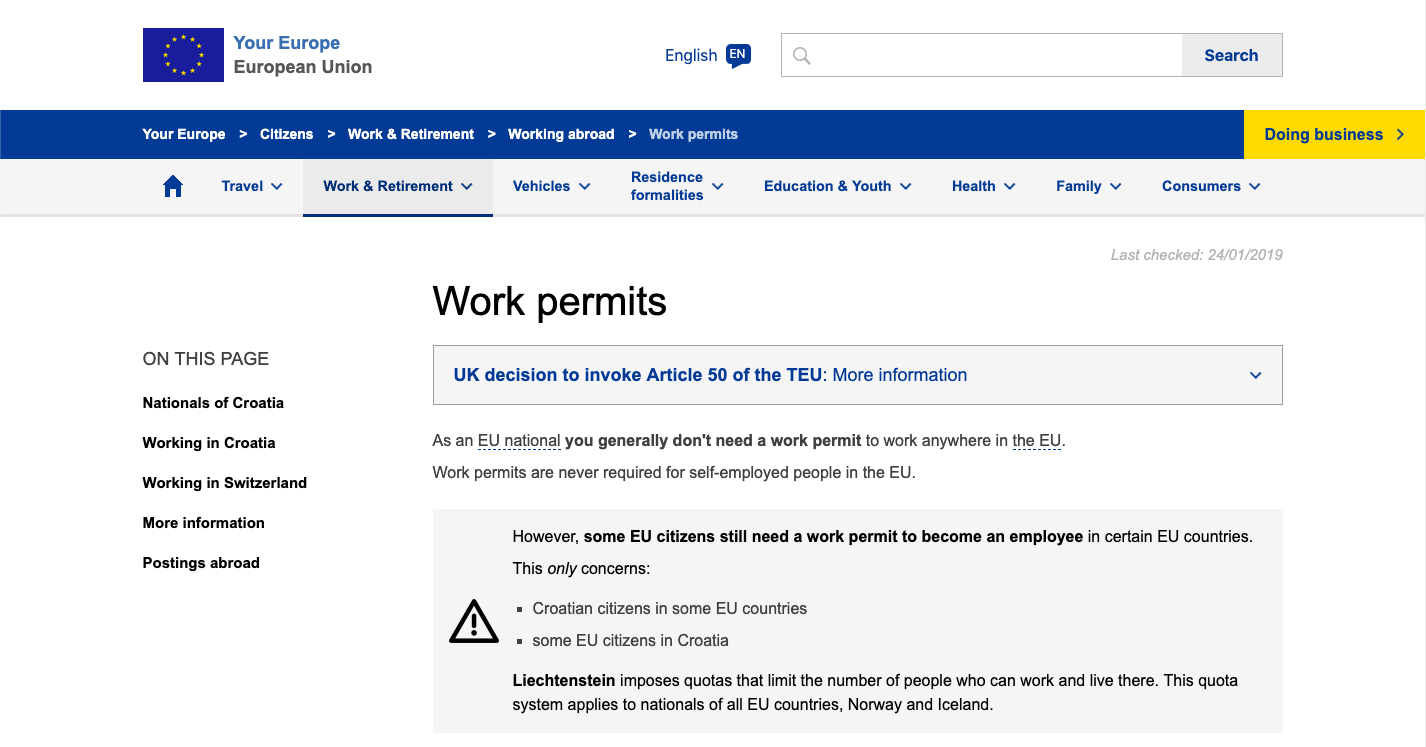 Your Europe
European Union
English EN
Search
Your Europe > Citizens > Work & Retirement > Working abroad > Work permits
Doing business >
Travel
Work & Retirement
Vehicles
Residence
formalities
Education & Youth
Health
Family
Consumers
Last checked: 24/01/2019
Work permits
ON THIS PAGE
Nationals of Croatia
Working in Croatia
Working in Switzerland
More information
Postings abroad
UK decision to invoke Article 50 of the TEU: More information
As an EU national you generally don't need a work permit to work anywhere in the EU.
Work permits are never required for self-employed people in the EU.
However, some EU citizens still need a work permit to become an employee in certain EU countries.
This only concerns:
▪ Croatian citizens in some EU countries
▪ some EU citizens in Croatia
Liechtenstein imposes quotas that limit the number of people who can work and live there. This quota
system applies to nationals of all EU countries, Norway and Iceland.